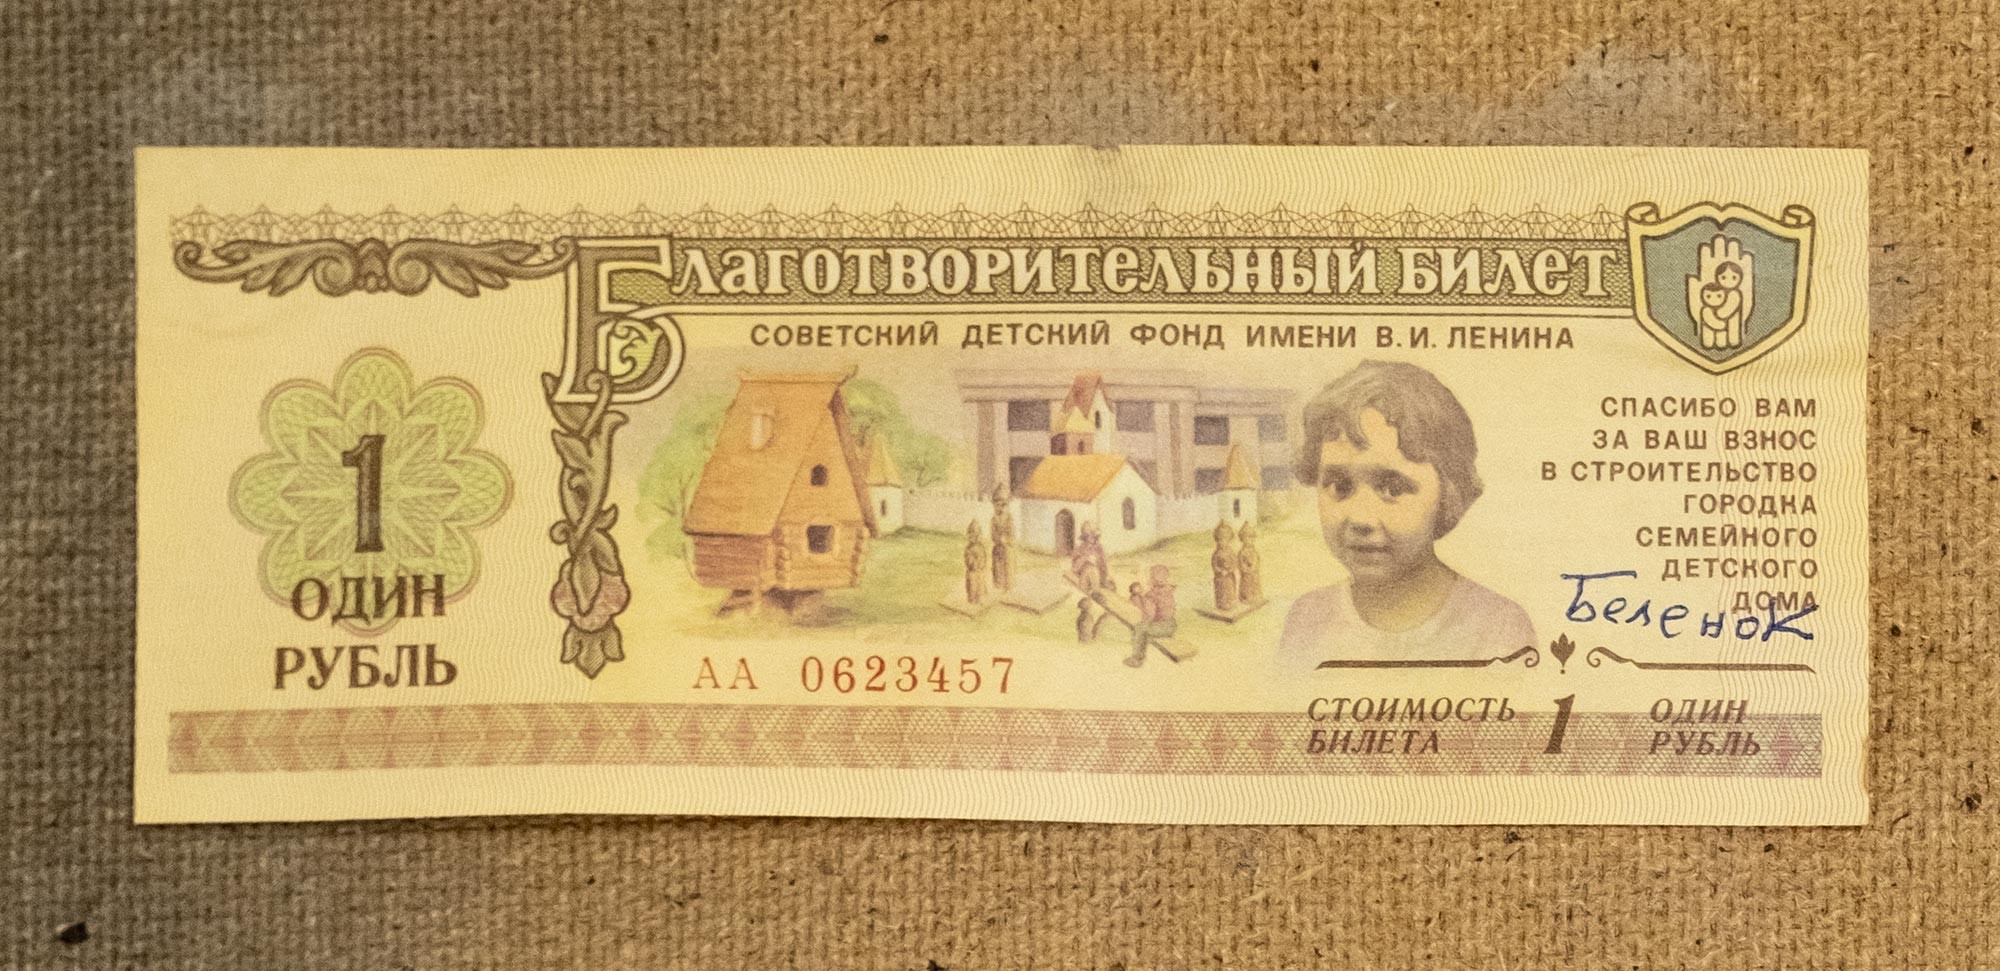 Благотворительный билет
СОВЕТСКИЙ ДЕТСКИЙ ФОНД ИМЕНИ В.И. ЛЕНИНА
1
ОДИН
РУБЛЬ
СПАСИБО ВАМ
ЗА ВАШ ВЗНОС
В СТРОИТЕЛЬСТВО
ГОРОДКА
СЕМЕЙНОГО
ДЕТСКОГО
ДОМА
Беленок
АА 0623457
СТОИМОСТЬ 1 ОДИН
БИЛЕТА РУБЛЬ